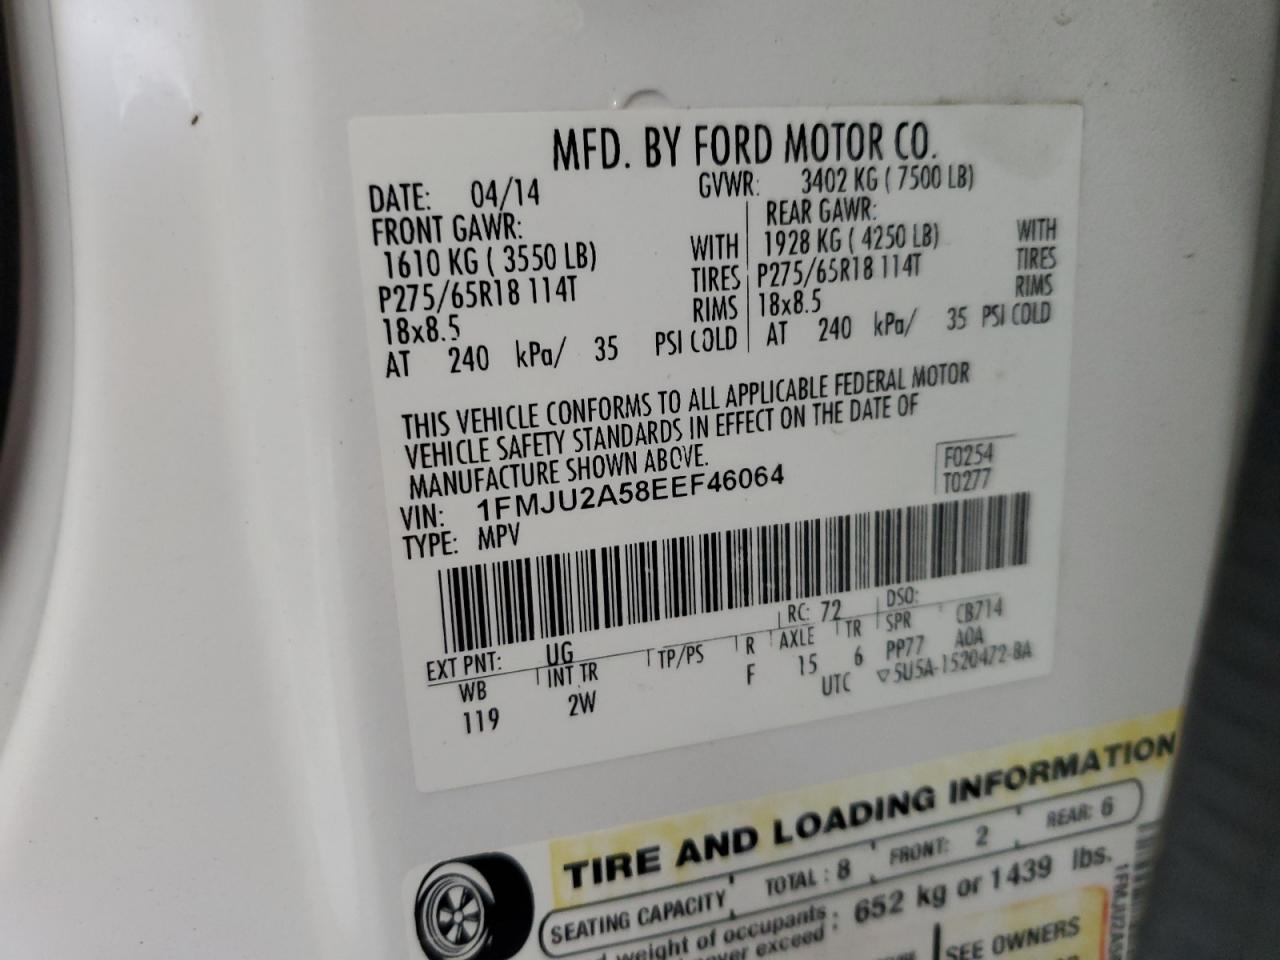 MFD. BY FORD MOTOR CO.
DATE: 04/14 GVWR: 3402 KG ( 7500 LB)
FRONT GAWR: REAR GAWR:
1610 KG ( 3550 LB) WITH 1928 KG ( 4250 LB) WITH
P275/65R18 114T TIRES P275/65R18 114T TIRES
18x8.5 RIMS 18x8.5 RIMS
AT 240 kPa/ 35 PSI COLD AT 240 kPa/ 35 PSI COLD
THIS VEHICLE CONFORMS TO ALL APPLICABLE FEDERAL MOTOR
VEHICLE SAFETY STANDARDS IN EFFECT ON THE DATE OF
MANUFACTURE SHOWN ABOVE.
F0254
VIN: 1FMJU2A58EEF46064 T0277
TYPE: MPV
EXT PNT: UG RC: 72 DSO:
WB INT TR TP/PS R AXLE TR SPR CB714
119 2W F 15 6 PP77 A0A
UTC ▽5U5A-1520472-BA
TIRE AND LOADING INFORMATION
SEATING CAPACITY TOTAL : 8 FRONT: 2 REAR: 6
weight of occupants
never exceed : 652 kg or 1439 lbs.
SEE OWNERS